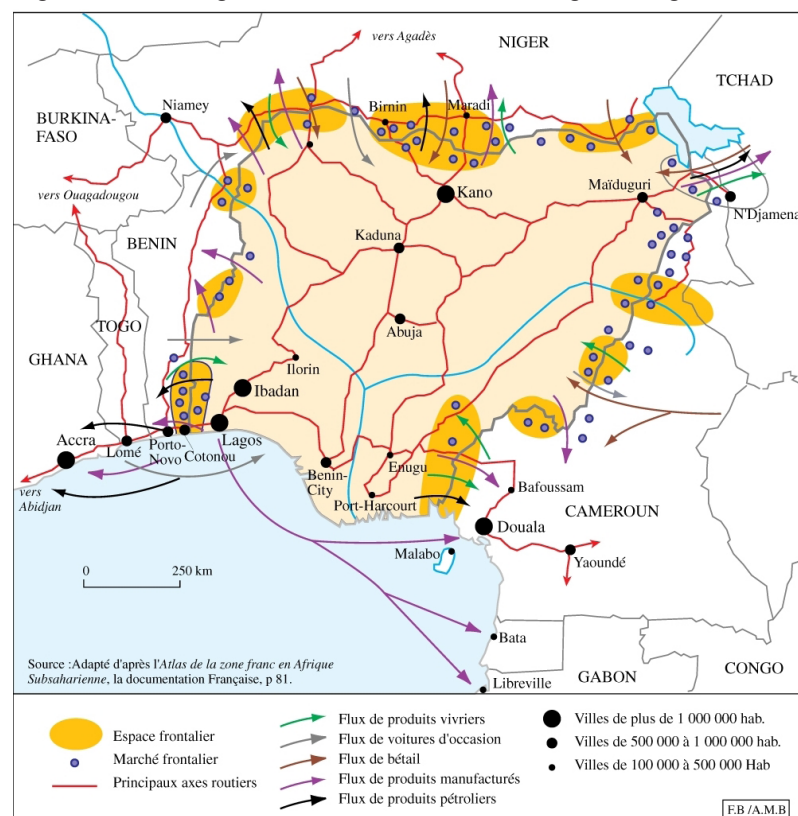 vers Agadès
NIGER
TCHAD
BURKINA-
FASO
Niamey
Birnin
Maradi
vers Ouagadougou
Kano
Maïduguri
N'Djamena
BENIN
Kaduna
TOGO
Abuja
GHANA
Ilorin
Ibadan
Accra
Lomé
Porto-
Novo
Cotonou
Lagos
vers
Abidjan
Benin-
City
Enugu
Port-Harcourt
Bafoussam
CAMEROUN
Douala
Malabo
Yaoundé
0 250 km
Bata
Source :Adapté d'après l'Atlas de la zone franc en Afrique
Subsaharienne, la documentation Française, p 81.
Libreville
GABON
CONGO
Espace frontalier
Marché frontalier
Principaux axes routiers
Flux de produits vivriers
Flux de voitures d'occasion
Flux de bétail
Flux de produits manufacturés
Flux de produits pétroliers
Villes de plus de 1 000 000 hab.
Villes de 500 000 à 1 000 000 hab.
Villes de 100 000 à 500 000 Hab
F.B /A.M.B